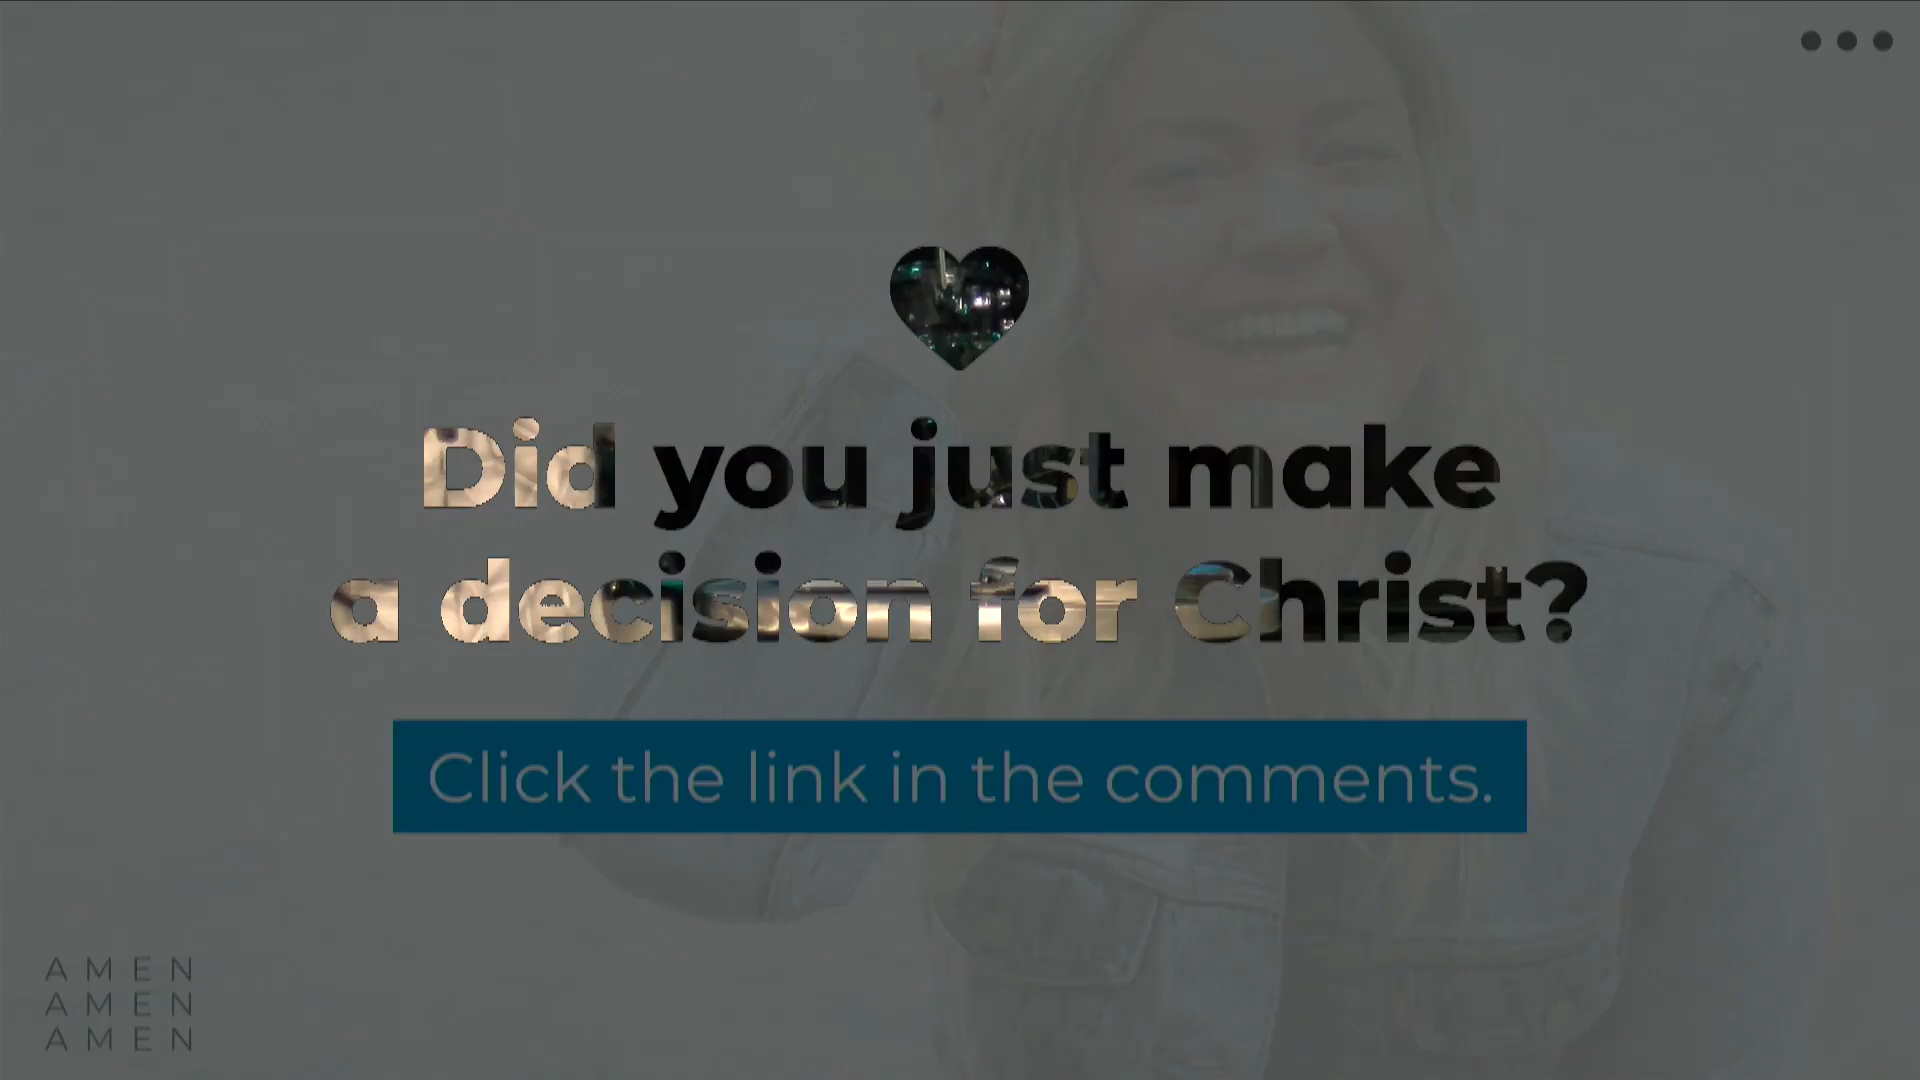 Did you just make
a decision for Christ?
Click the link in the comments.
AMEN
AMEN
AMEN